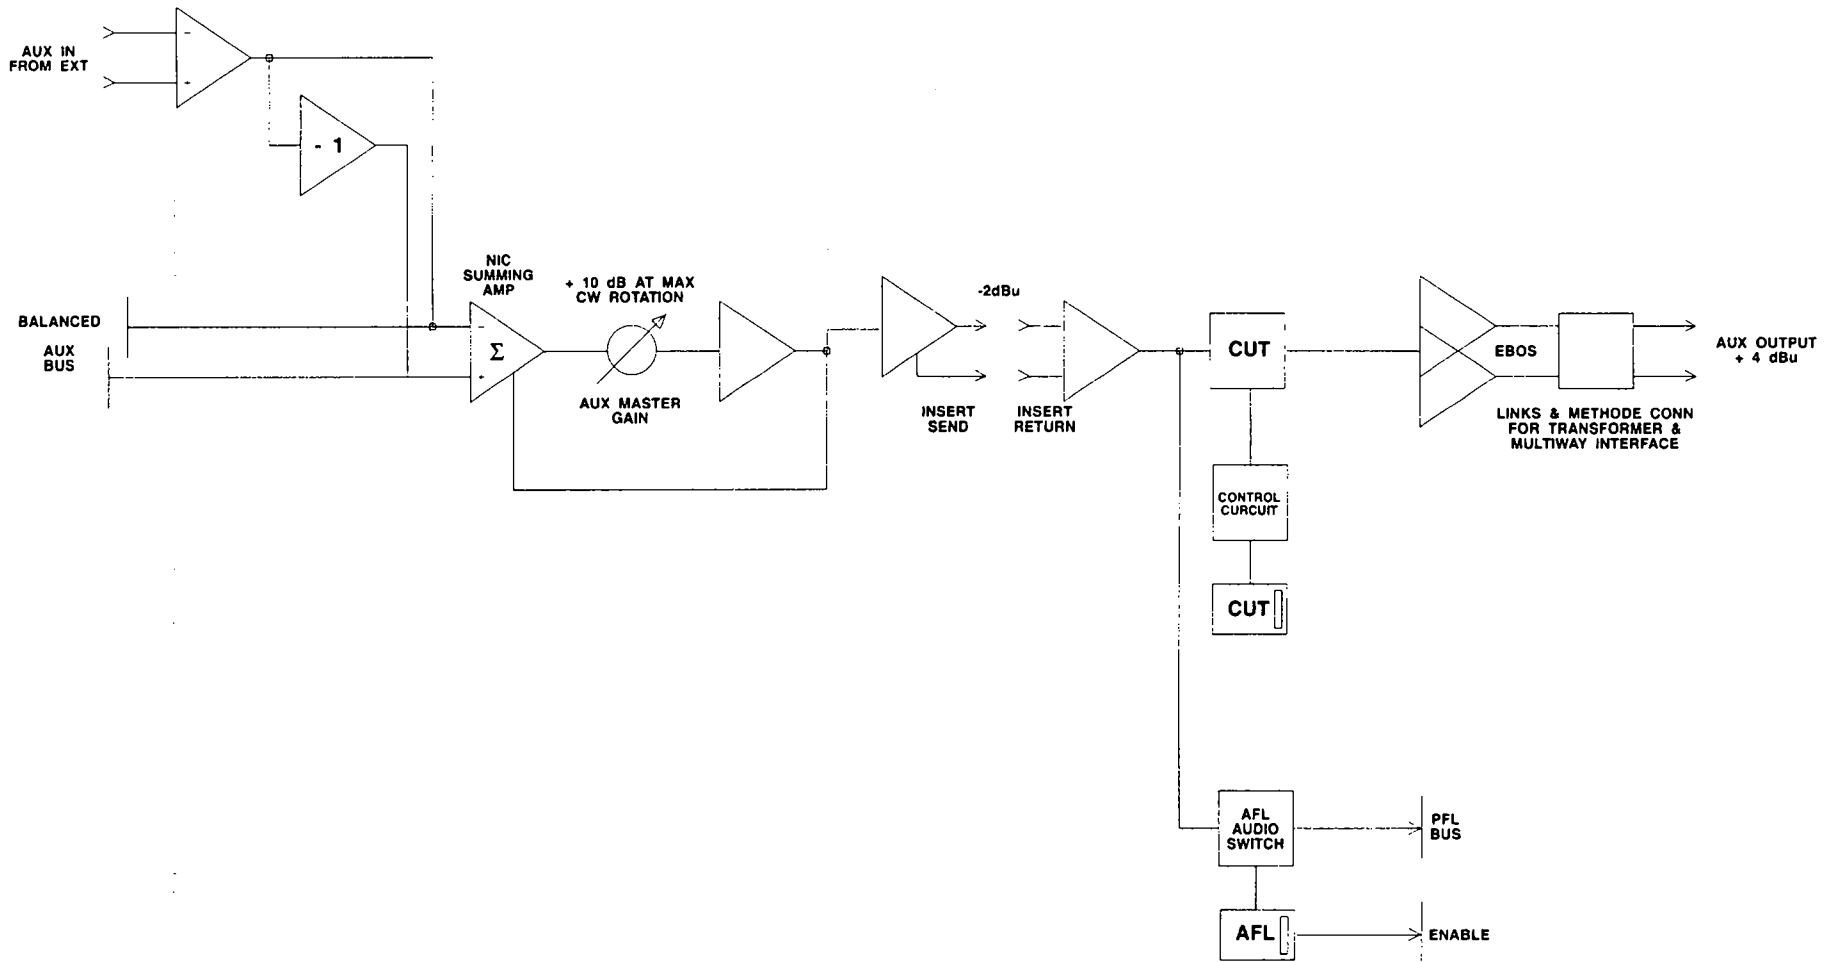 AUX IN
FROM EXT
-
+
- 1
NIC
SUMMING
AMP
+ 10 dB AT MAX
CW ROTATION
-2dBu
BALANCED
AUX
BUS
-
Σ
+
AUX MASTER
GAIN
INSERT
SEND
INSERT
RETURN
CUT
EBOS
AUX OUTPUT
+ 4 dBu
LINKS & METHODE CONN
FOR TRANSFORMER &
MULTIWAY INTERFACE
CONTROL
CURCUIT
CUT
AFL
AUDIO
SWITCH
PFL
BUS
AFL
ENABLE